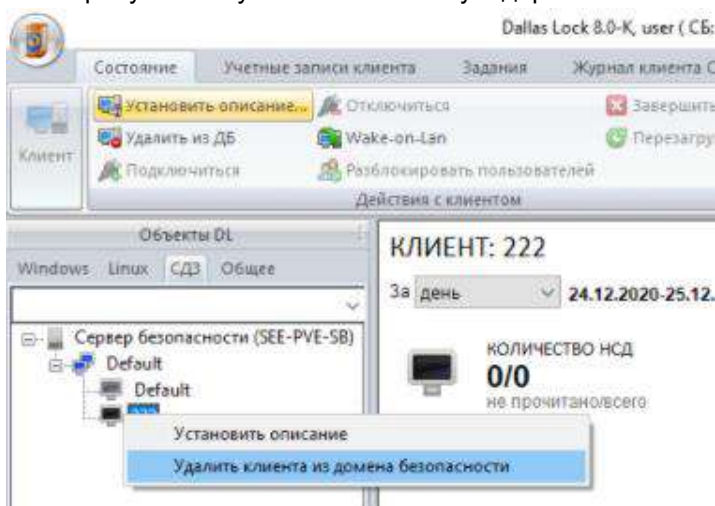 Dallas Lock 8.0-K, user ( СБ:
Состояние Учетные записи клиента Задания Журнал клиента С
Клиент
Установить описание... Отключиться Завершить
Удалить из ДБ Wake-on-Lan Перезагру
Подключиться Разблокировать пользователей
Действия с клиентом
Объекты DL
Windows Linux СДЗ Общее
КЛИЕНТ: 222
За день 24.12.2020-25.12.
Сервер безопасности (SEE-PVE-SB)
Default
Default
222
КОЛИЧЕСТВО НСД
0/0
не прочитано/всего
Установить описание
Удалить клиента из домена безопасности